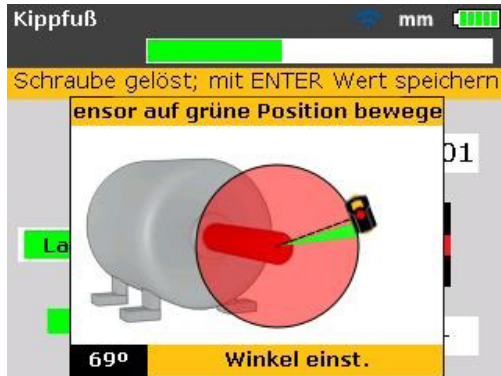 Kippfuß mm
Schraube gelöst; mit ENTER Wert speichern
ensor auf grüne Position bewege
01
La
69º Winkel einst.